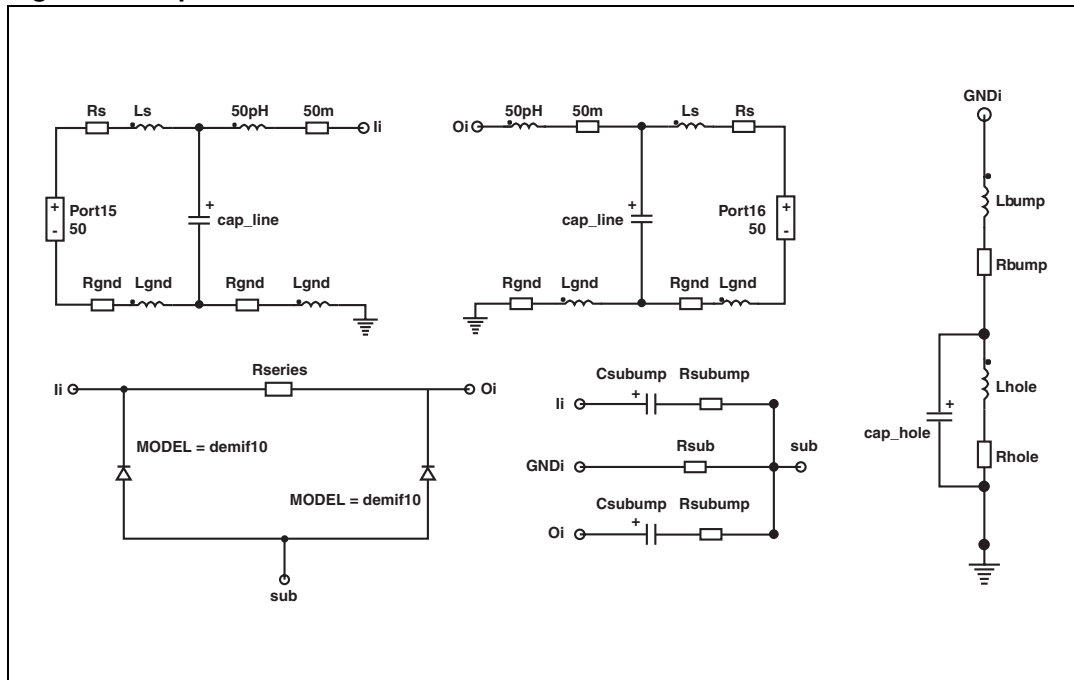 Rs Ls 50pH 50m Ii
Port15
50
+
-
+
cap_line
Rgnd Lgnd Rgnd Lgnd
Oi 50pH 50m Ls Rs
+
cap_line
Port16
50
+
-
Rgnd Lgnd Rgnd Lgnd
GNDi
Lbump
Rbump
Lhole
+
cap_hole
Rhole
Rseries
Ii Oi
MODEL = demif10
MODEL = demif10
sub
Csubump Rsubump
Ii +
Rsub sub
GNDi
Csubump Rsubump
+
Oi